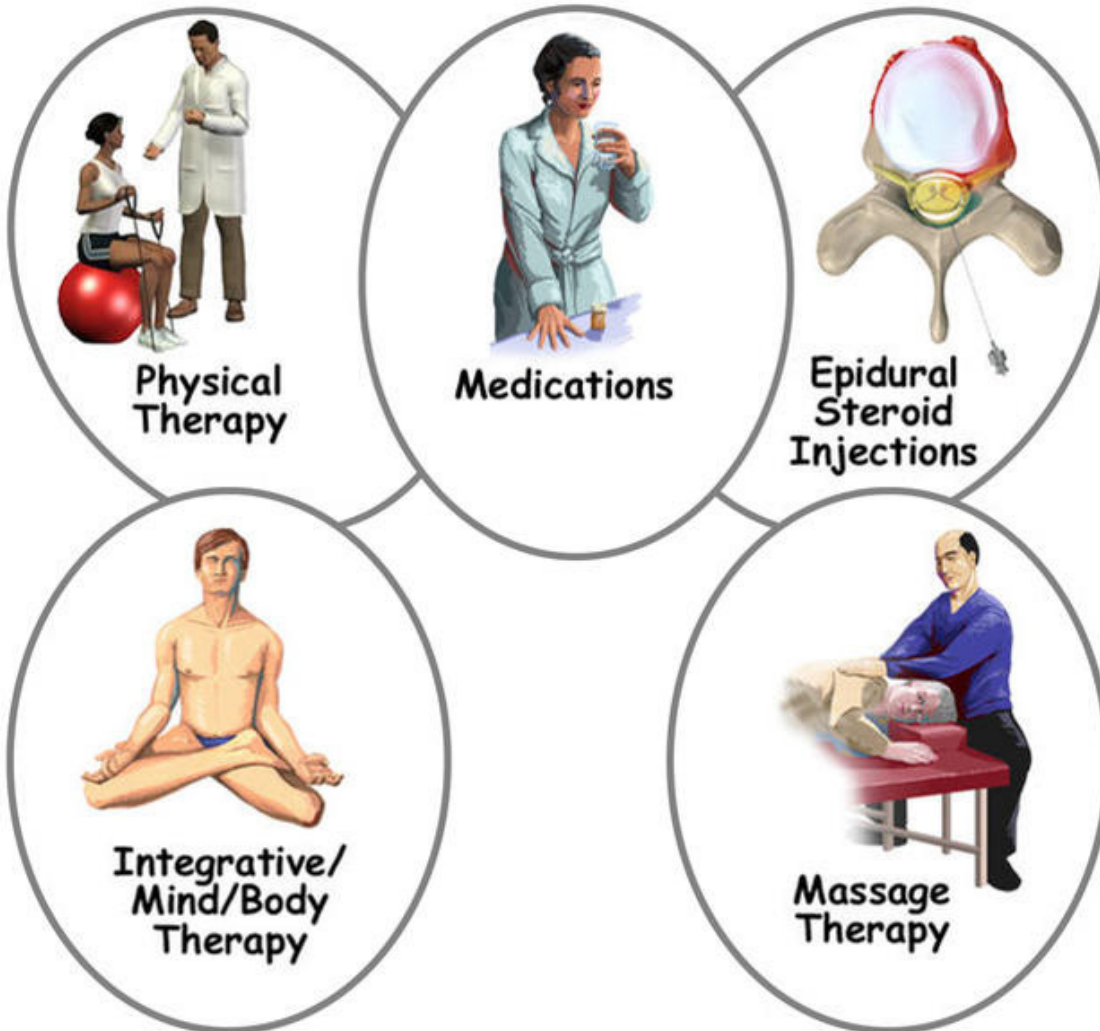 Physical
Therapy
Medications
Epidural
Steroid
Injections
Integrative/
Mind/Body
Therapy
Massage
Therapy